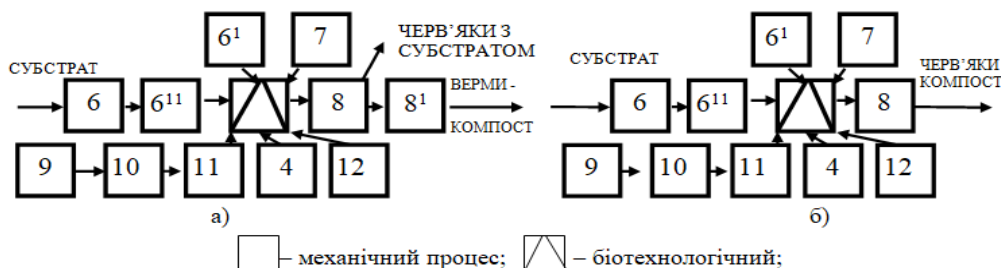 6¹ 7 ЧЕРВ’ЯКИ З СУБСТРАТОМ
СУБСТРАТ 6 6¹¹ 8 8¹ ВЕРМИ - КОМПОСТ
9 10 11 4 12
а)
6¹ 7
СУБСТРАТ 6 6¹¹ 8 ЧЕРВ’ЯКИ КОМПОСТ
9 10 11 4 12
б)
– механічний процес; – біотехнологічний;